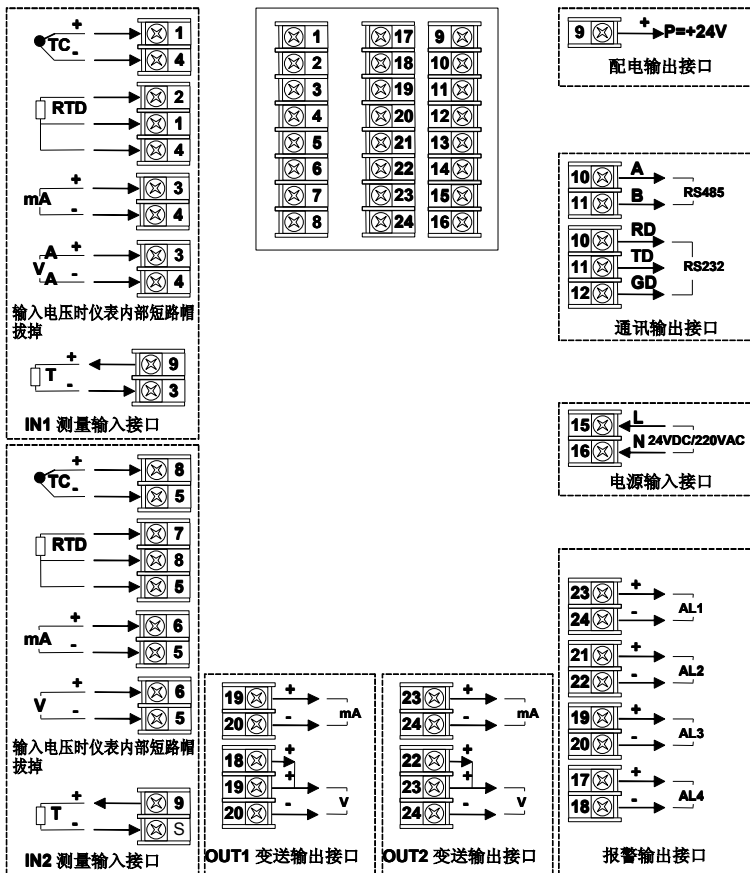 +
TC
-
1
4
RTD
2
1
4
mA
+
-
3
4
A +
V
A -
3
4
输入电压时仪表内部短路帽
拔掉
T
+
-
9
3
IN1 测量输入接口
1 17 9
2 18 10
3 19 11
4 20 12
5 21 13
6 22 14
7 23 15
8 24 16
9 + P=+24V
配电输出接口
10 A
11 B
RS485
10 RD
11 TD
12 GD
RS232
通讯输出接口
15 L
16 N 24VDC/220VAC
电源输入接口
+
TC
-
8
5
RTD
7
8
5
mA
+
-
6
5
V
+
-
6
5
输入电压时仪表内部短路帽
拔掉
T
+
-
9
S
IN2 测量输入接口
19 +
20 -
mA
18 +
19 +
20 -
V
OUT1 变送输出接口
23 +
24 -
mA
22 +
23 +
24 -
V
OUT2 变送输出接口
23 +
24 -
AL1
21 +
22 -
AL2
19 +
20 -
AL3
17 +
18 -
AL4
报警输出接口